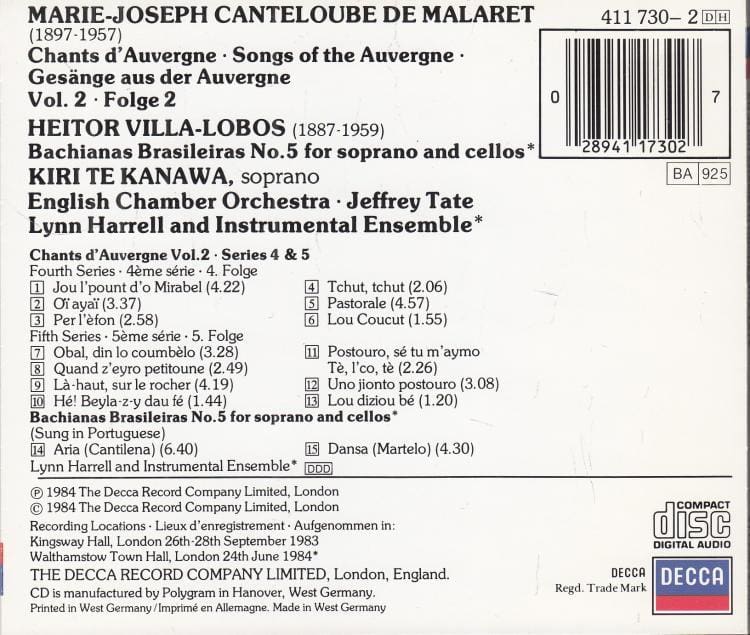 MARIE-JOSEPH CANTELOUBE DE MALARET
(1897-1957)
Chants d'Auvergne · Songs of the Auvergne ·
Gesänge aus der Auvergne
Vol. 2 · Folge 2
HEITOR VILLA-LOBOS (1887-1959)
Bachianas Brasileiras No.5 for soprano and cellos*
KIRI TE KANAWA, soprano
English Chamber Orchestra · Jeffrey Tate
Lynn Harrell and Instrumental Ensemble*
411 730-2 DH
0 28941 17302 7
BA 925
Chants d'Auvergne Vol.2 · Series 4 & 5
Fourth Series · 4ème série · 4. Folge
1 Jou l'pount d'o Mirabel (4.22)
2 Oï ayaï (3.37)
3 Per l'èfon (2.58)
4 Tchut, tchut (2.06)
5 Pastorale (4.57)
6 Lou Coucut (1.55)
Fifth Series · 5ème série · 5. Folge
7 Obal, din lo coumbèlo (3.28)
8 Quand z'eyro petitoune (2.49)
9 Là-haut, sur le rocher (4.19)
10 Hé! Beyla-z-y dau fé (1.44)
11 Postouro, sé tu m'aymo
Tè, l'co, tè (2.26)
12 Uno jionto postouro (3.08)
13 Lou diziou bé (1.20)
Bachianas Brasileiras No.5 for soprano and cellos*
(Sung in Portuguese)
14 Aria (Cantilena) (6.40)
15 Dansa (Martelo) (4.30)
Lynn Harrell and Instrumental Ensemble* DDD
℗ 1984 The Decca Record Company Limited, London
© 1984 The Decca Record Company Limited, London
Recording Locations · Lieux d'enregistrement · Aufgenommen in:
Kingsway Hall, London 26th-28th September 1983
Walthamstow Town Hall, London 24th June 1984*
THE DECCA RECORD COMPANY LIMITED, London, England.
CD is manufactured by Polygram in Hanover, West Germany.
Printed in West Germany/Imprimé en Allemagne. Made in West Germany
COMPACT
disc
DIGITAL AUDIO
DECCA
Regd. Trade Mark
DECCA